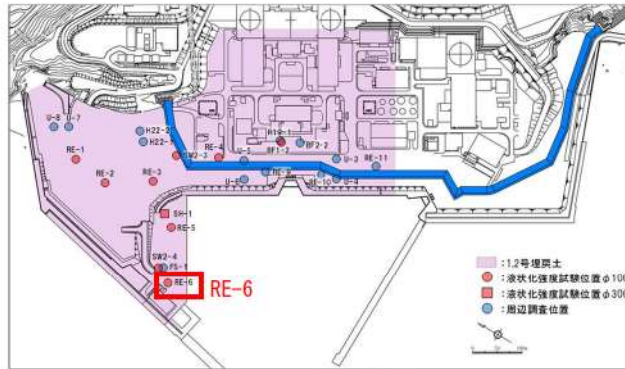 U-8
U-7
H22-2
H22-1
R19-1
BF1-2
BF2-2
RE-1
SW2-3
RE-4
U-5
U-3
RE-11
RE-2
RE-3
U-6
RE-9
RE-10
U-4
SH-1
RE-5
SW2-4
FS-1
RE-6
RE-6
:1,2号埋戻土
:液状化強度試験位置φ100
:液状化強度試験位置φ300
:周辺調査位置